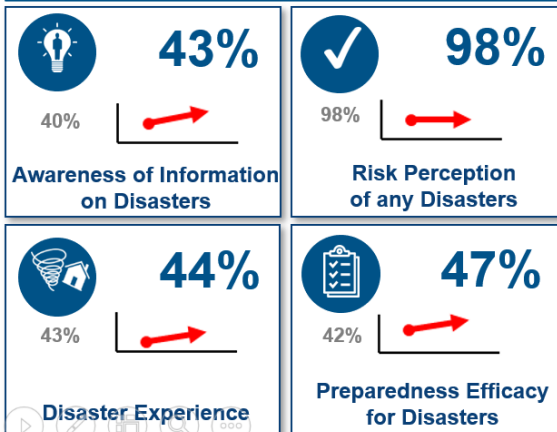 43%
40%
Awareness of Information
on Disasters
98%
98%
Risk Perception
of any Disasters
44%
43%
Disaster Experience
47%
42%
Preparedness Efficacy
for Disasters